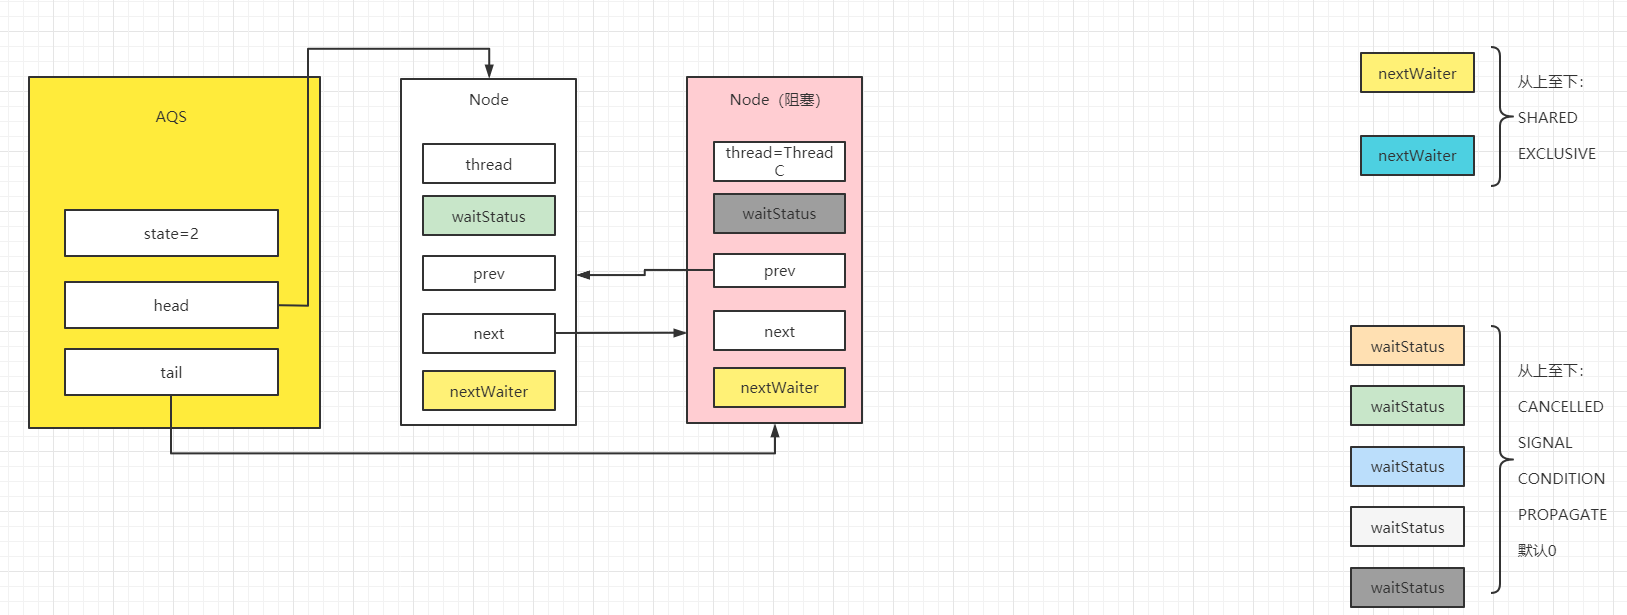 AQS
state=2
head
tail
Node
thread
waitStatus
prev
next
nextWaiter
Node（阻塞）
thread=Thread
C
waitStatus
prev
next
nextWaiter
nextWaiter
nextWaiter
从上至下：
SHARED
EXCLUSIVE
waitStatus
waitStatus
waitStatus
waitStatus
waitStatus
从上至下：
CANCELLED
SIGNAL
CONDITION
PROPAGATE
默认0